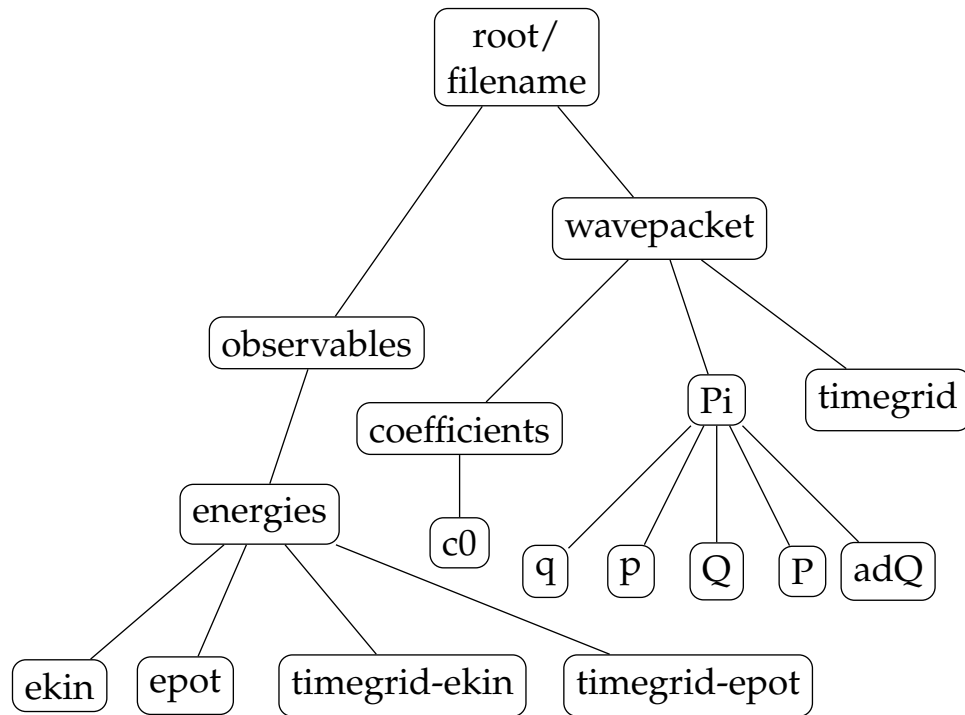 root/
filename
wavepacket
observables
timegrid
Pi
coefficients
energies
c0
q
p
Q
P
adQ
ekin
epot
timegrid-ekin
timegrid-epot